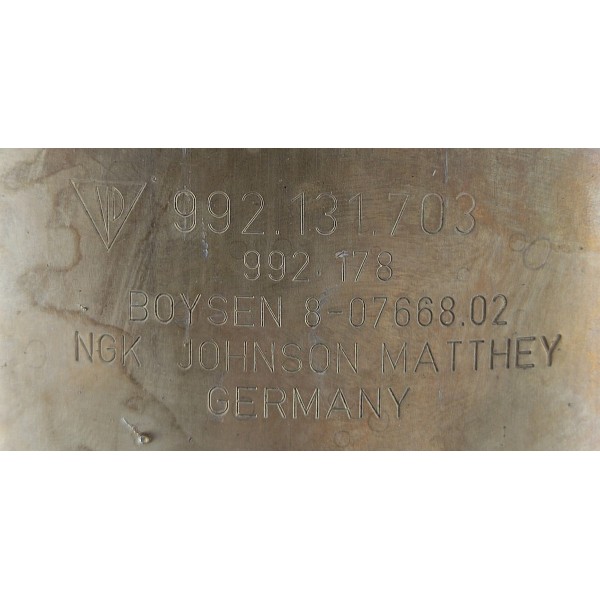 992.131.703
992.178
BOYSEN 8-07668.02
NGK JOHNSON MATTHEY
GERMANY